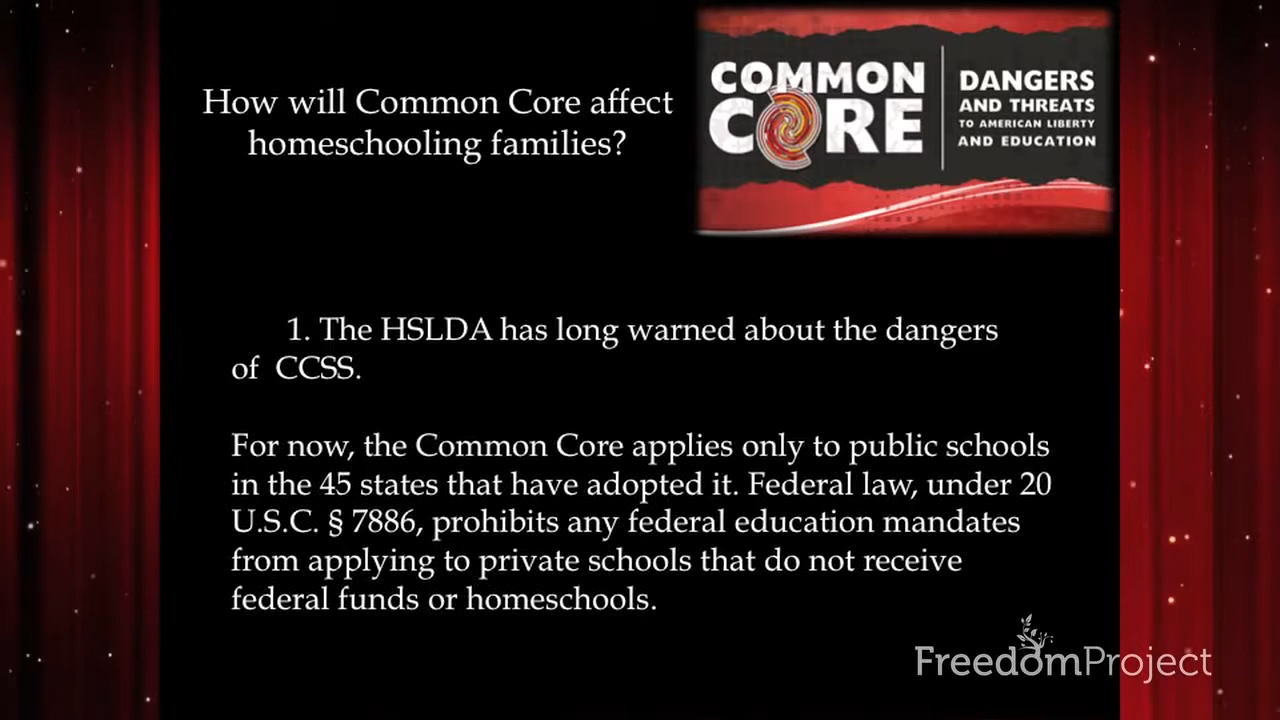 How will Common Core affect
homeschooling families?
COMMON
CORE
DANGERS
AND THREATS
TO AMERICAN LIBERTY
AND EDUCATION
1. The HSLDA has long warned about the dangers
of CCSS.
For now, the Common Core applies only to public schools
in the 45 states that have adopted it. Federal law, under 20
U.S.C. § 7886, prohibits any federal education mandates
from applying to private schools that do not receive
federal funds or homeschools.
FreedomProject